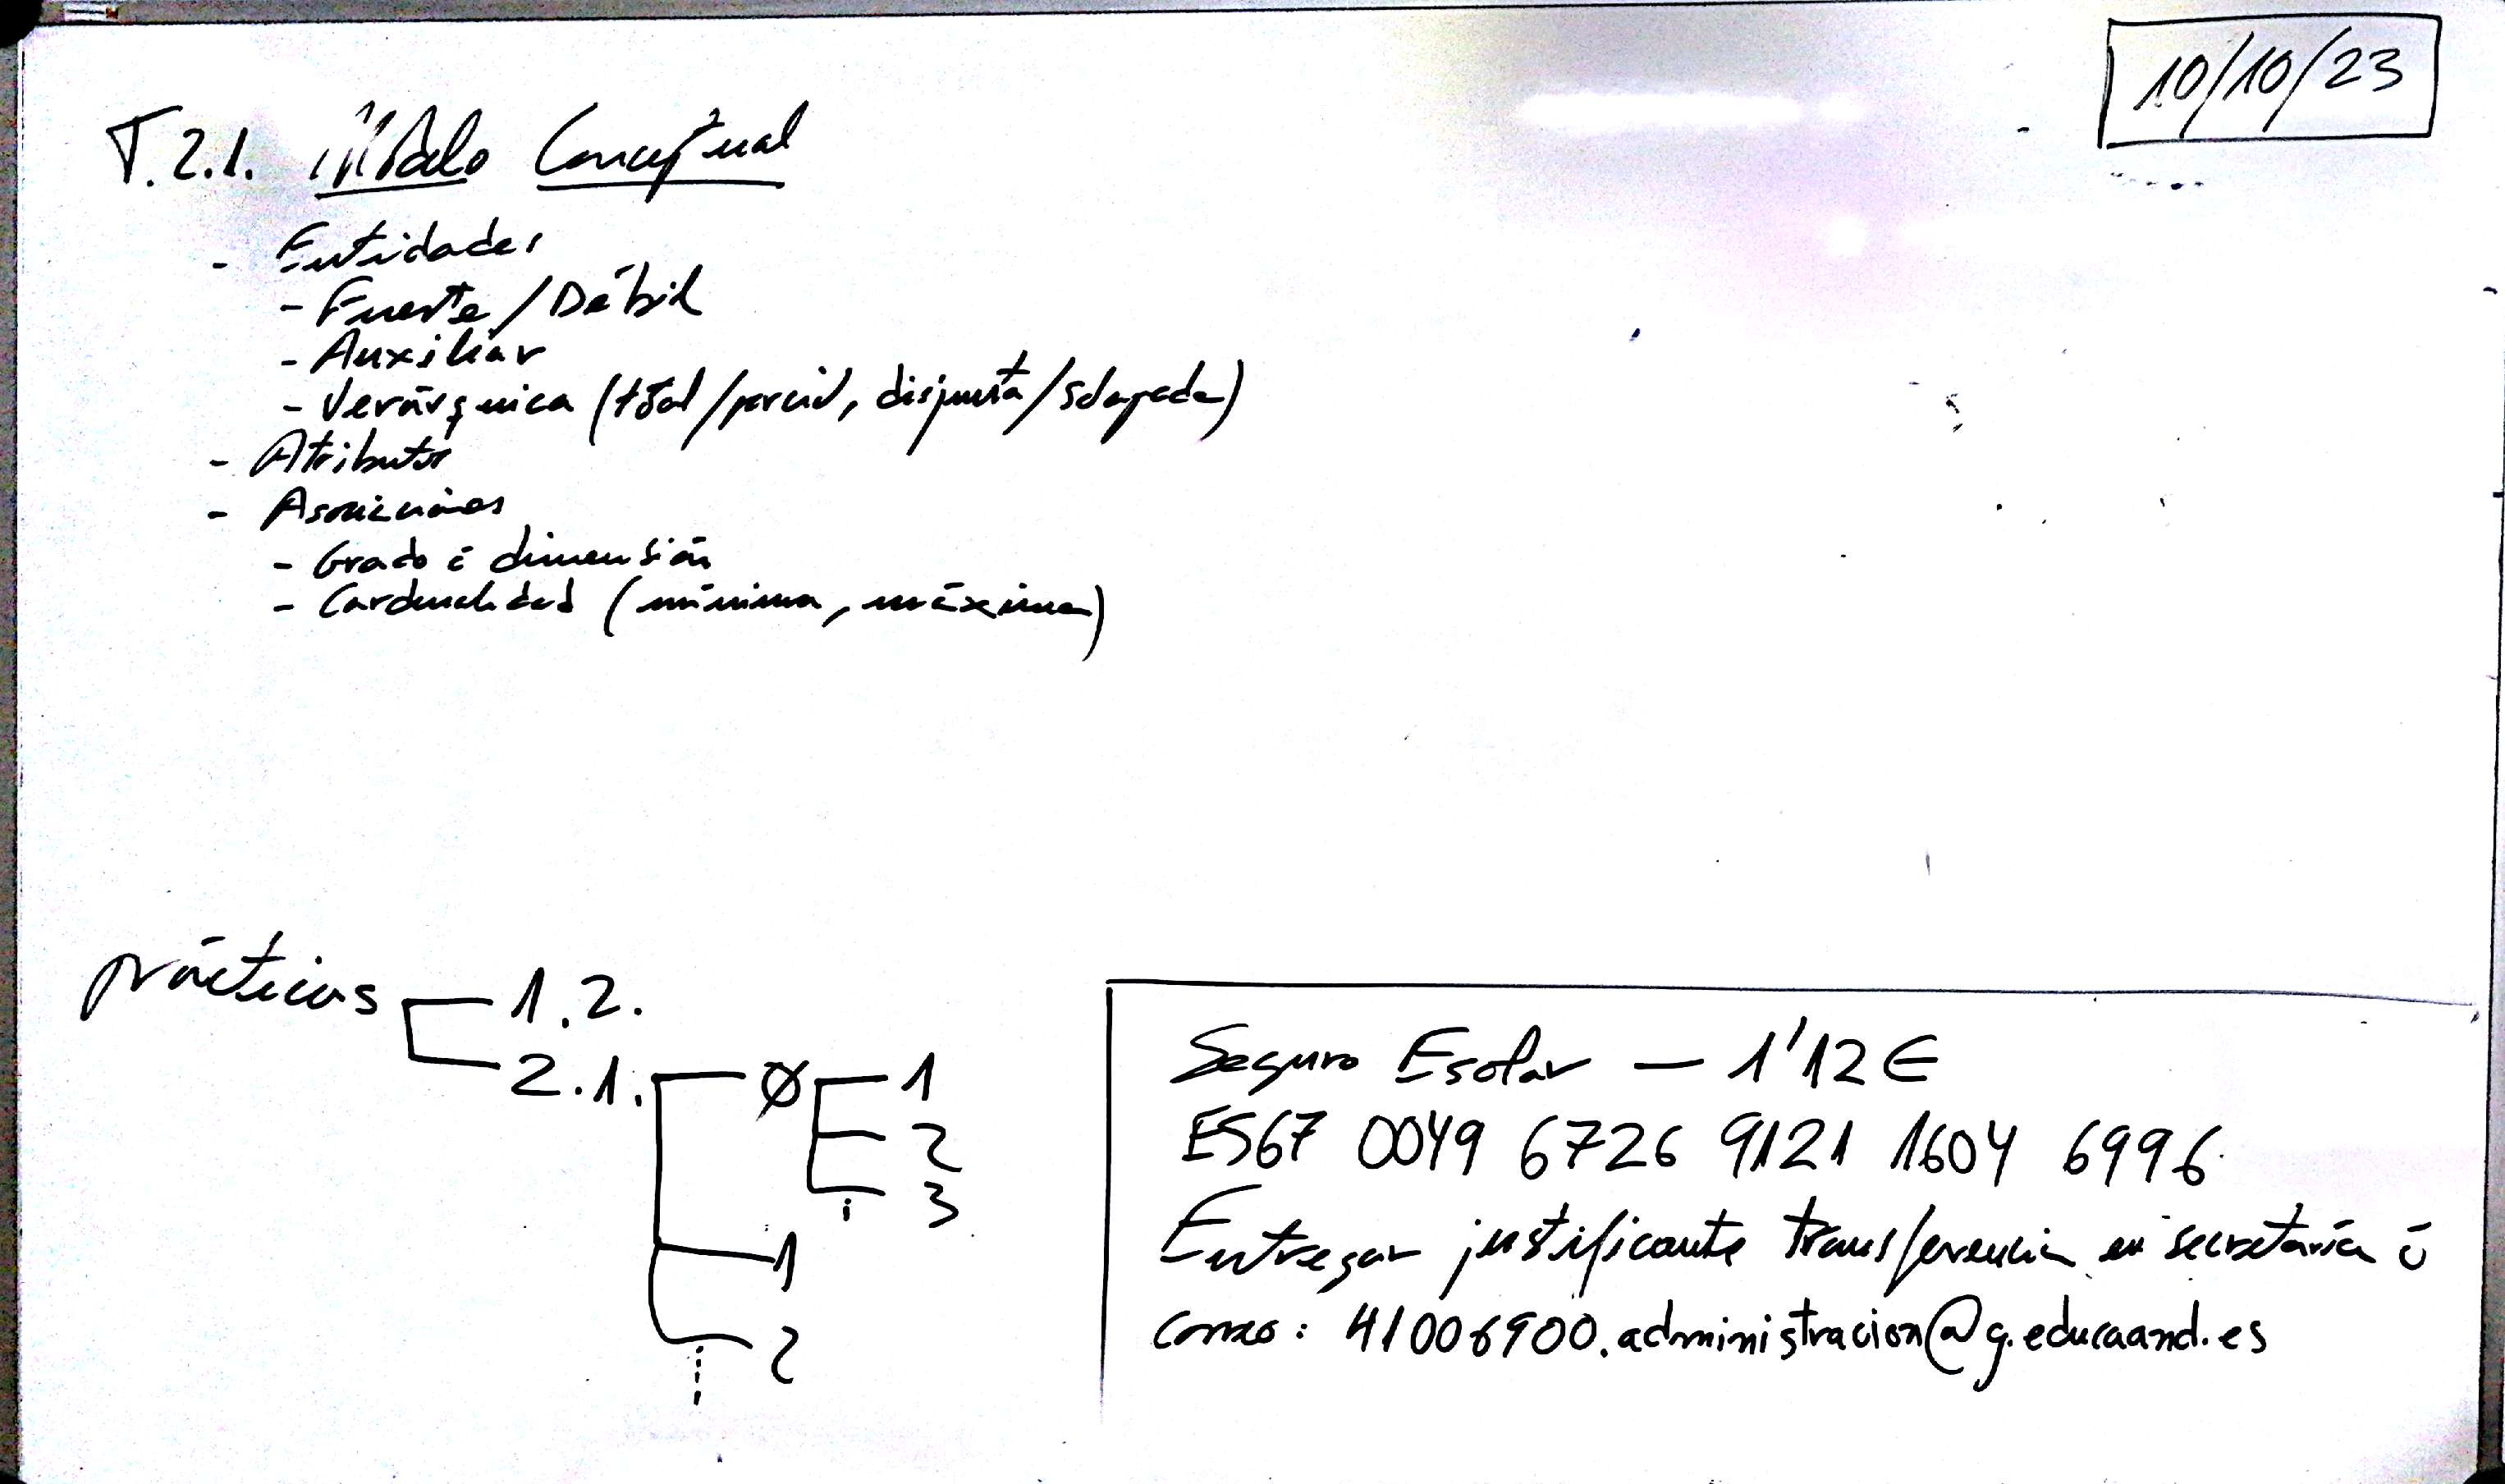 10/10/23
T.2.1. Modelo Conceptual
- Entidades
- Fuerte/Débil
- Auxiliar
- Jerárquica (total/parcial, disjunta/solapada)
- Atributos
- Asociaciones
- Grado ó dimensión
- Cardinalidad (mínima, máxima)
prácticas 1.2.
2.1. Ø 1
2
3
1
2
Seguro Escolar — 1'12€
ES67 0049 6726 9121 1604 6996
Entregar justificante transferencia en secretaría ó
correo: 41006900.administracion@g.educaand.es